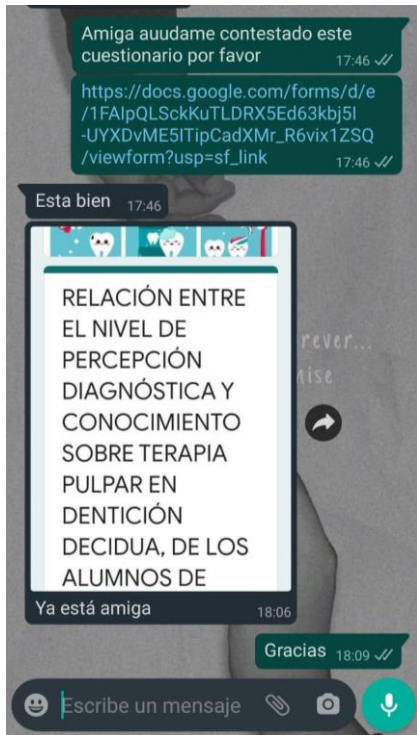 Amiga auudame contestado este
cuestionario por favor
17:46
https://docs.google.com/forms/d/e
/1FAIpQLSckKuTLDRX5Ed63kbj5I
-UYXDvME5ITipCadXMr_R6vix1ZSQ
/viewform?usp=sf_link
17:46
Esta bien 17:46
RELACIÓN ENTRE
EL NIVEL DE
PERCEPCIÓN
DIAGNÓSTICA Y
CONOCIMIENTO
SOBRE TERAPIA
PULPAR EN
DENTICIÓN
DECIDUA, DE LOS
ALUMNOS DE
Ya está amiga 18:06
Gracias 18:09
Escribe un mensaje